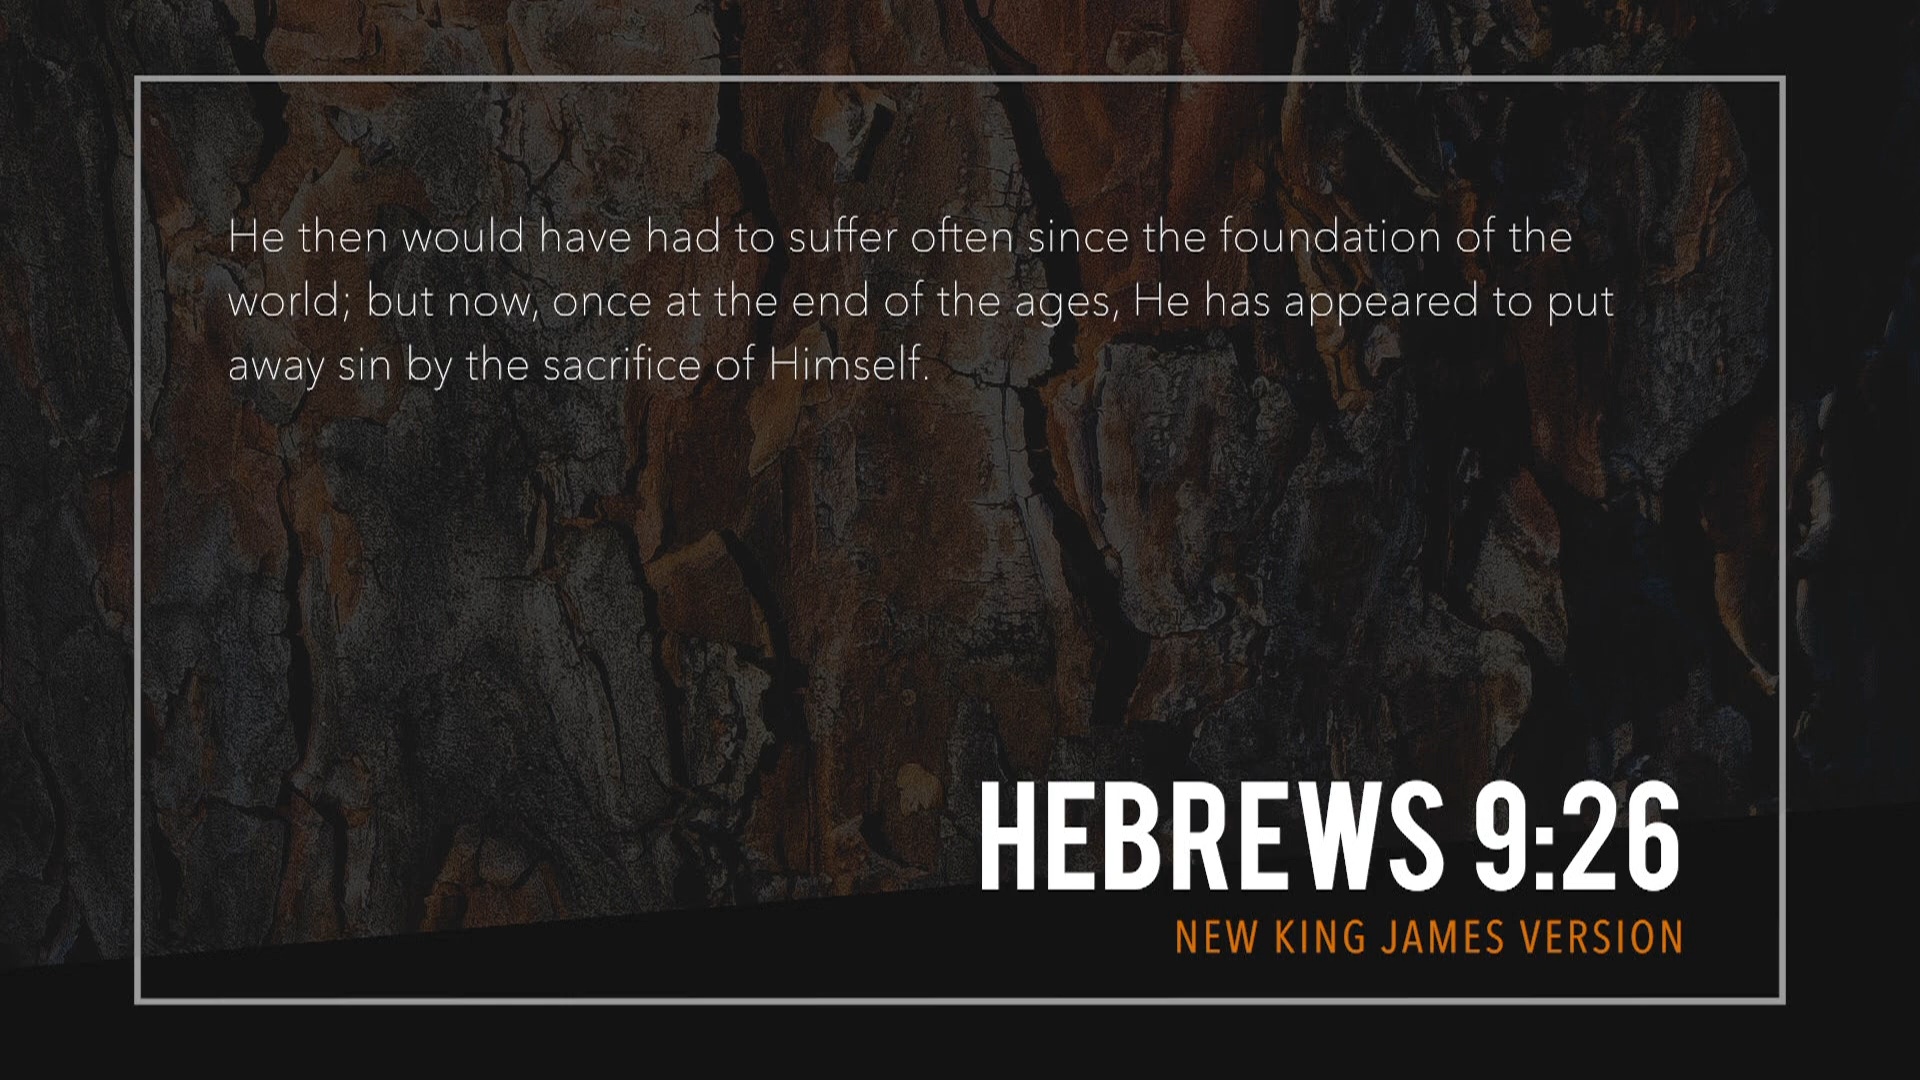 He then would have had to suffer often since the foundation of the
world; but now, once at the end of the ages, He has appeared to put
away sin by the sacrifice of Himself.
HEBREWS 9:26
NEW KING JAMES VERSION